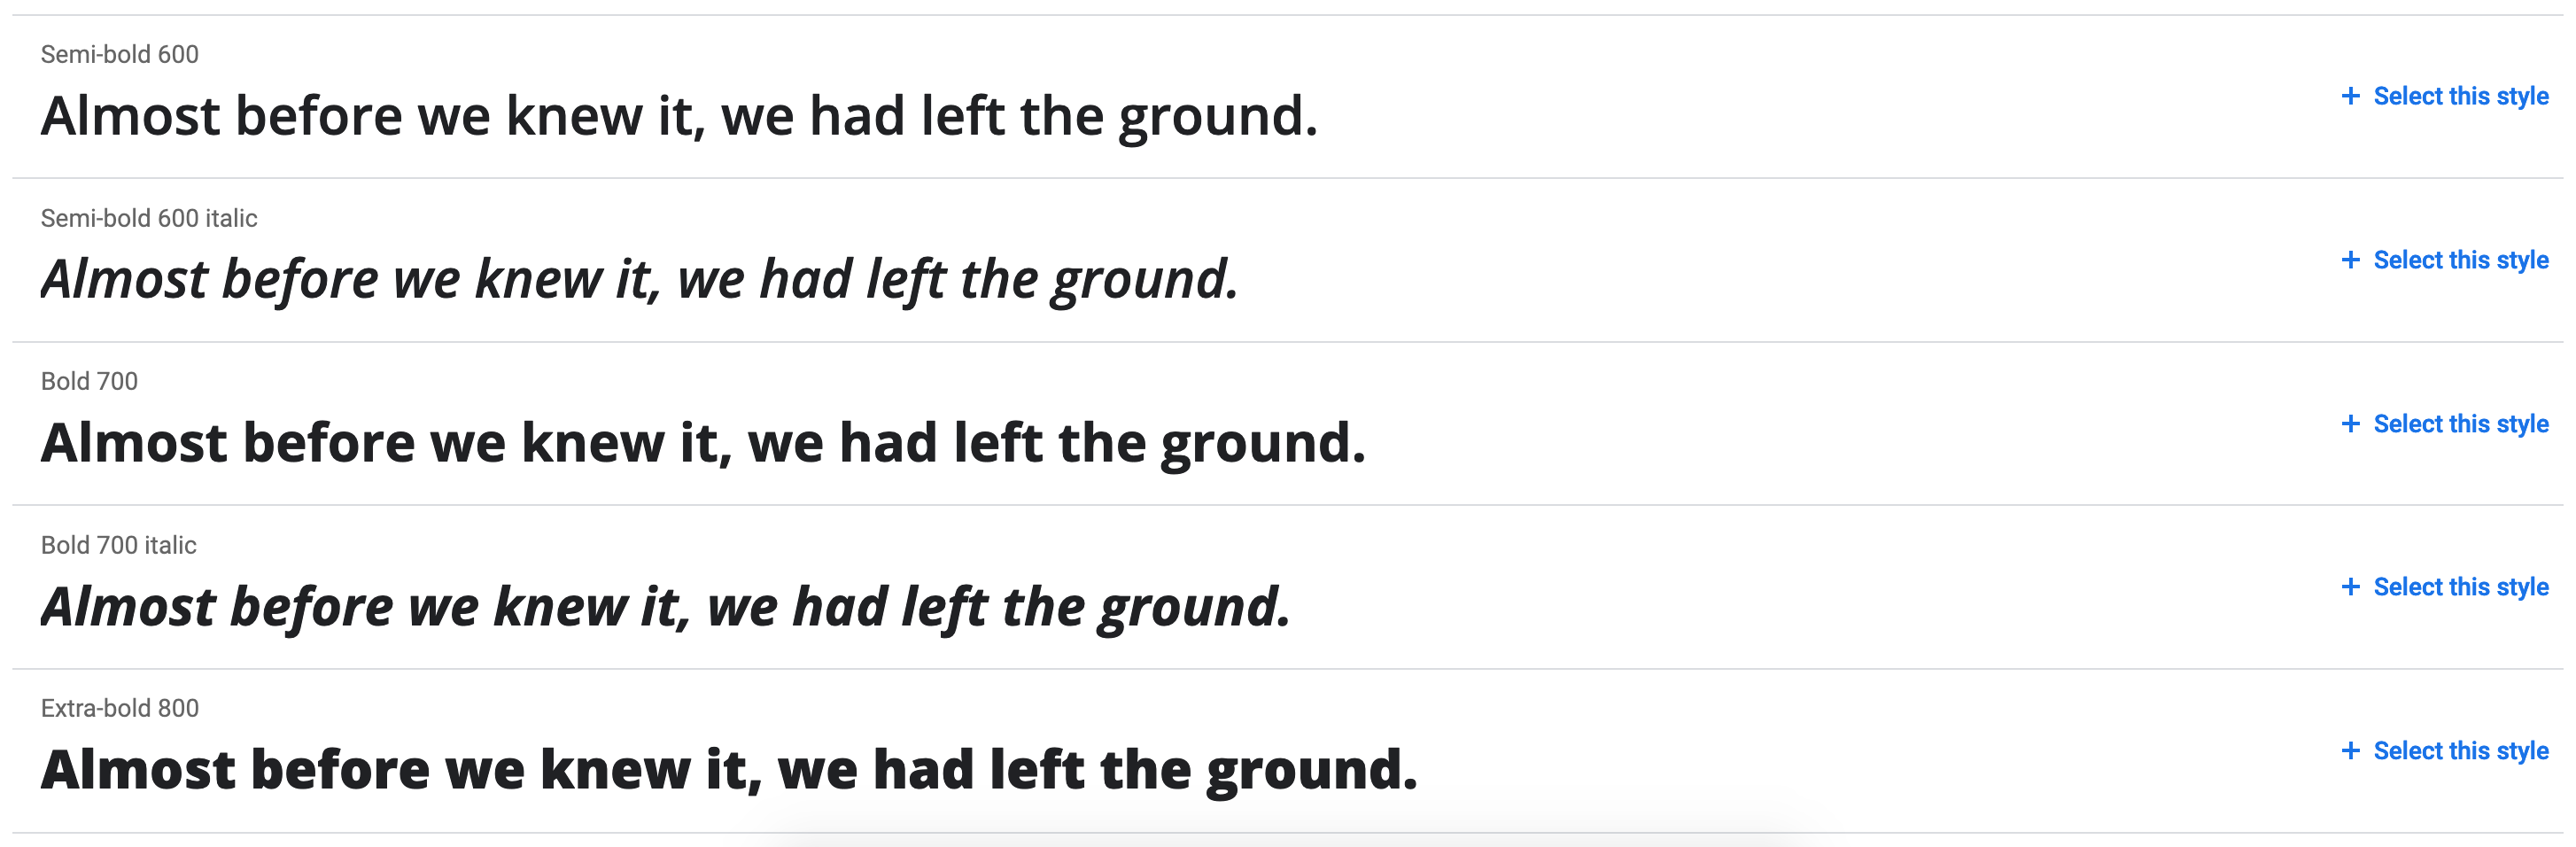 Semi-bold 600
Almost before we knew it, we had left the ground.
+ Select this style
Semi-bold 600 italic
Almost before we knew it, we had left the ground.
+ Select this style
Bold 700
Almost before we knew it, we had left the ground.
+ Select this style
Bold 700 italic
Almost before we knew it, we had left the ground.
+ Select this style
Extra-bold 800
Almost before we knew it, we had left the ground.
+ Select this style